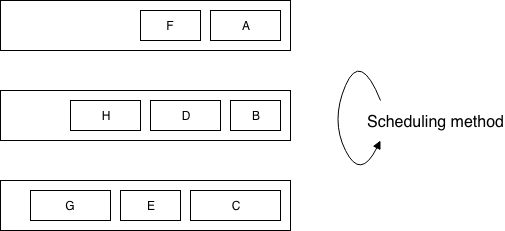 F A
H D B
Scheduling method
G E C